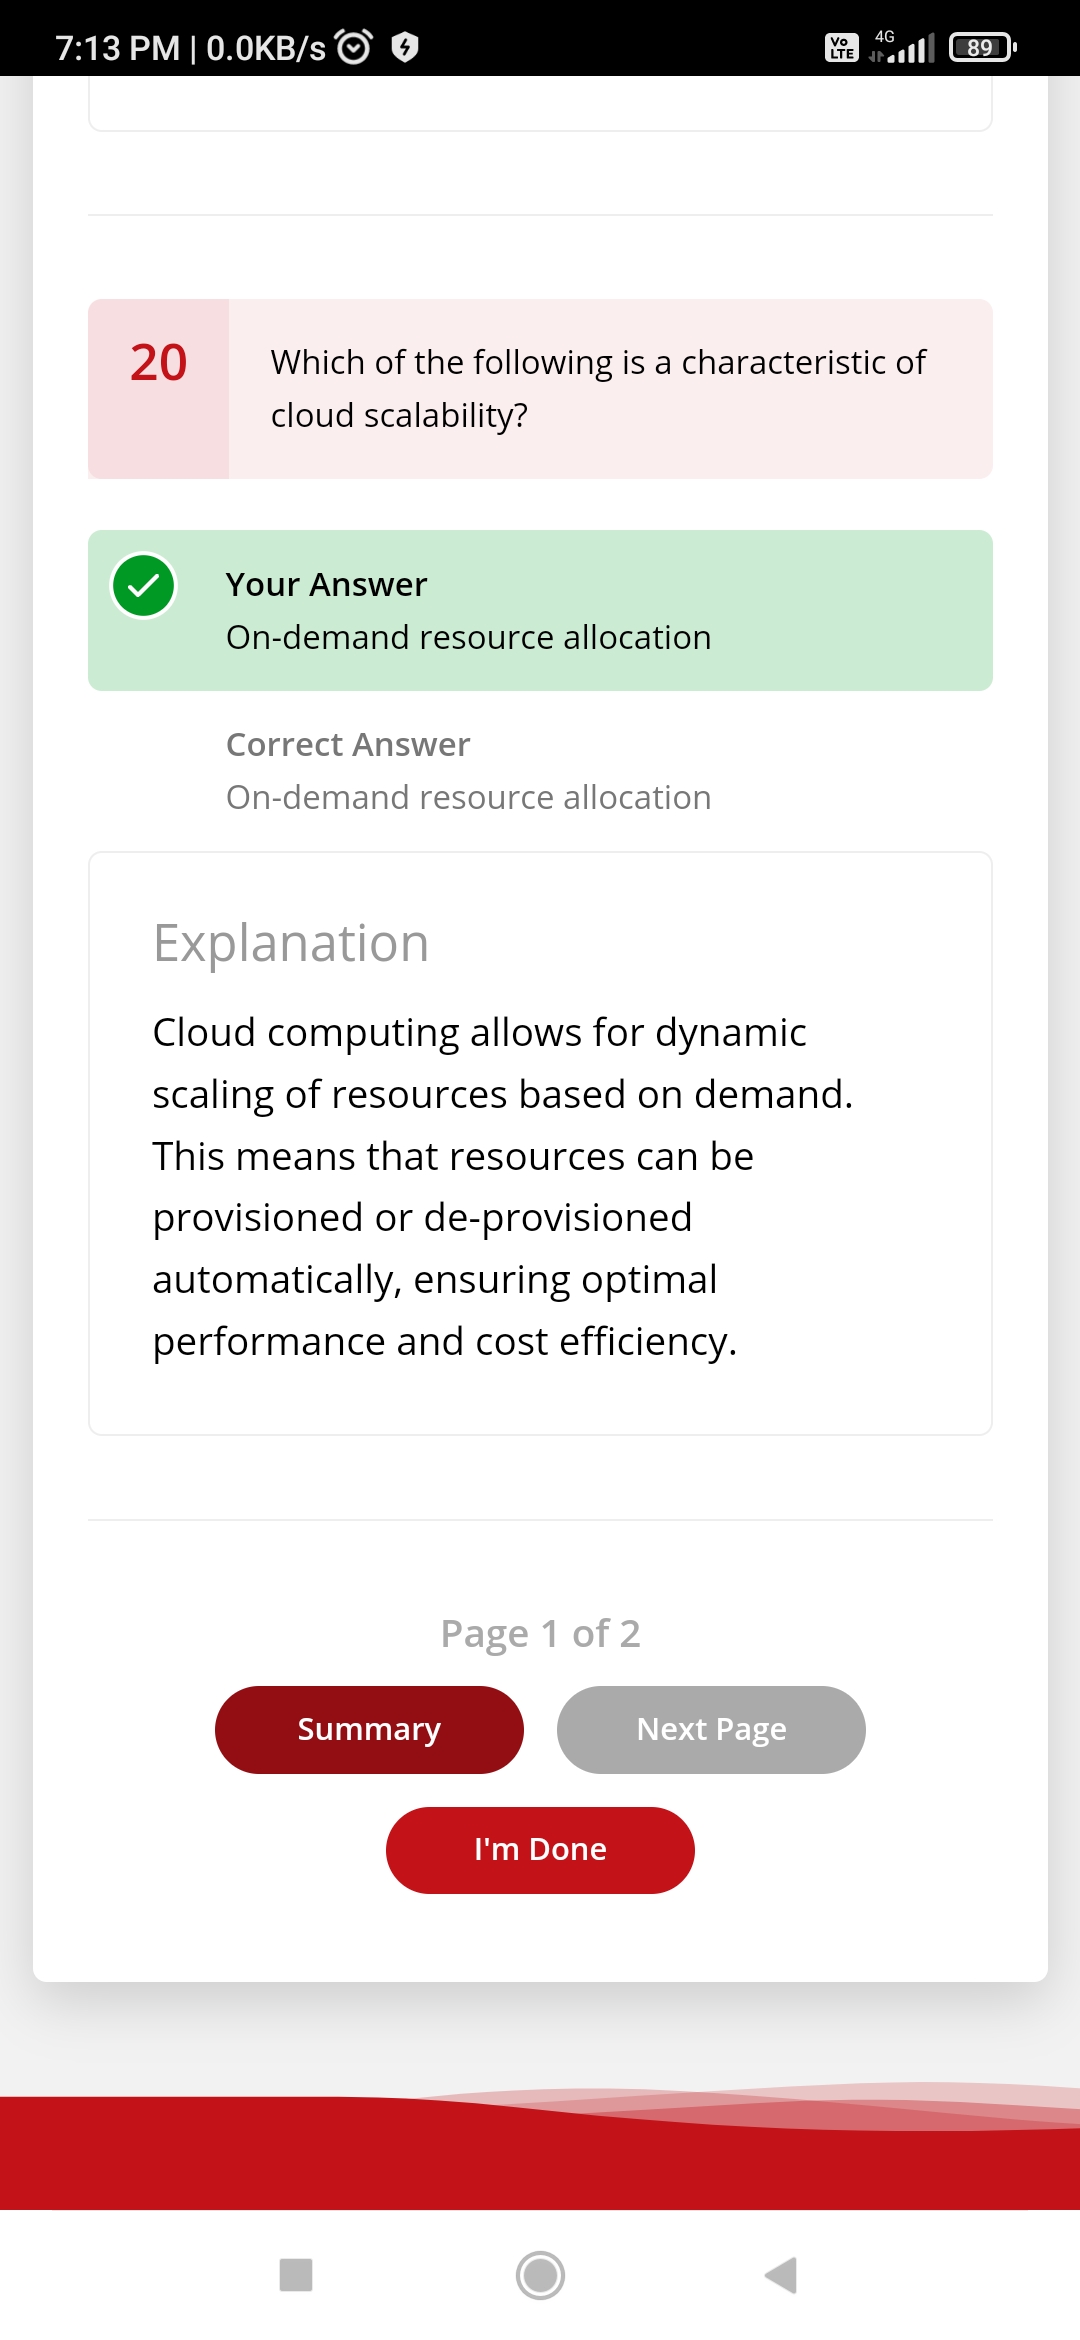 7:13 PM | 0.0KB/s
Vo LTE 4G 89
20
Which of the following is a characteristic of
cloud scalability?
Your Answer
On-demand resource allocation
Correct Answer
On-demand resource allocation
Explanation
Cloud computing allows for dynamic
scaling of resources based on demand.
This means that resources can be
provisioned or de-provisioned
automatically, ensuring optimal
performance and cost efficiency.
Page 1 of 2
Summary
Next Page
I'm Done